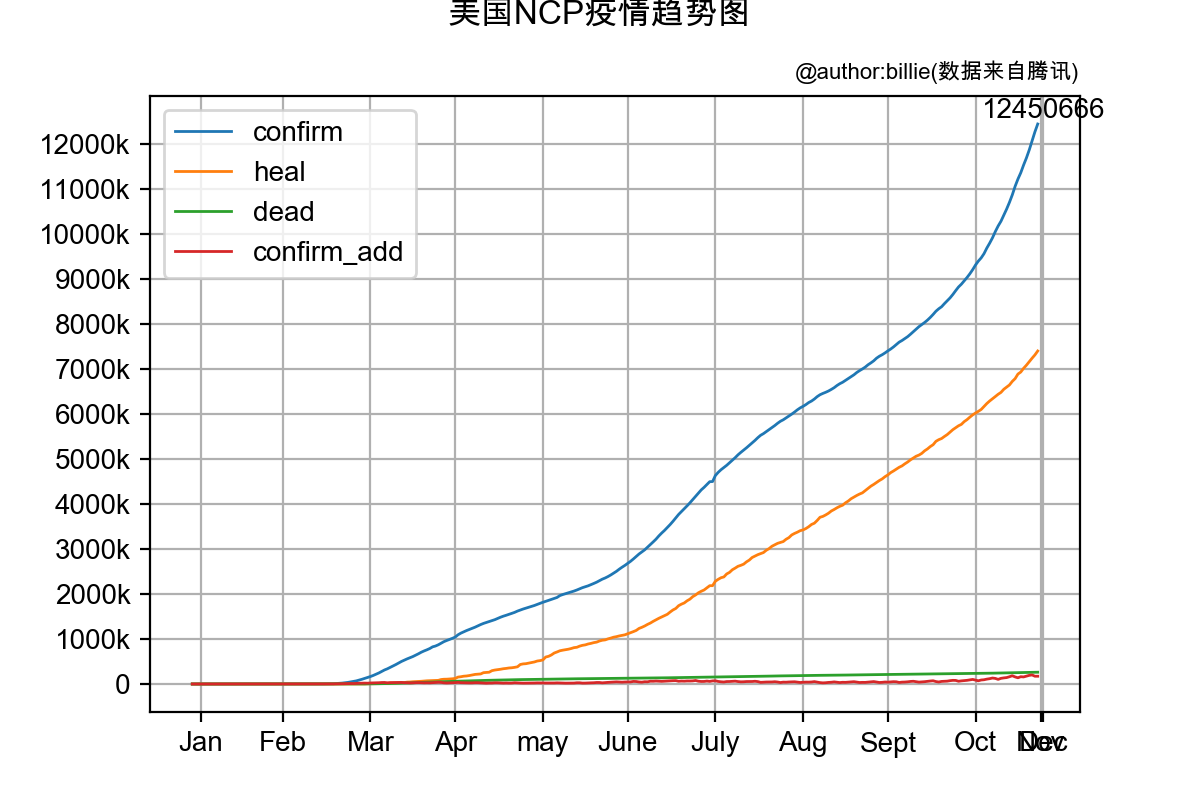 美国NCP疫情趋势图
@author:billie(数据来自腾讯)
12450666
confirm
heal
dead
confirm_add
12000k
11000k
10000k
9000k
8000k
7000k
6000k
5000k
4000k
3000k
2000k
1000k
0
Jan Feb Mar Apr may June July Aug Sept Oct Nov Dec